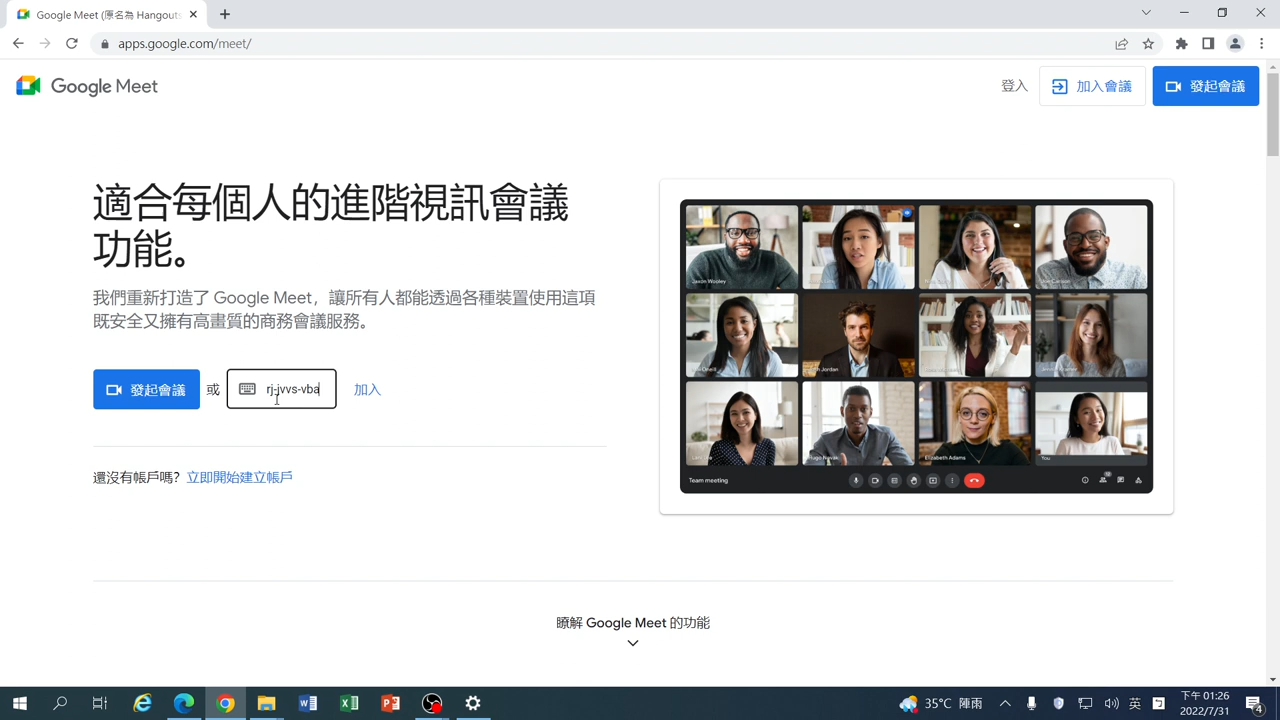 Google Meet (原名為 Hangouts
apps.google.com/meet/
Google Meet
登入
加入會議
發起會議
適合每個人的進階視訊會議
功能。
我們重新打造了 Google Meet，讓所有人都能透過各種裝置使用這項
既安全又擁有高畫質的商務會議服務。
發起會議
或
rj-jvvs-vba
加入
還沒有帳戶嗎？立即開始建立帳戶
Jaxon Wooley
Elizabeth Adams
You
Team meeting
瞭解 Google Meet 的功能
35°C 陣雨
英
下午 01:26
2022/7/31
4